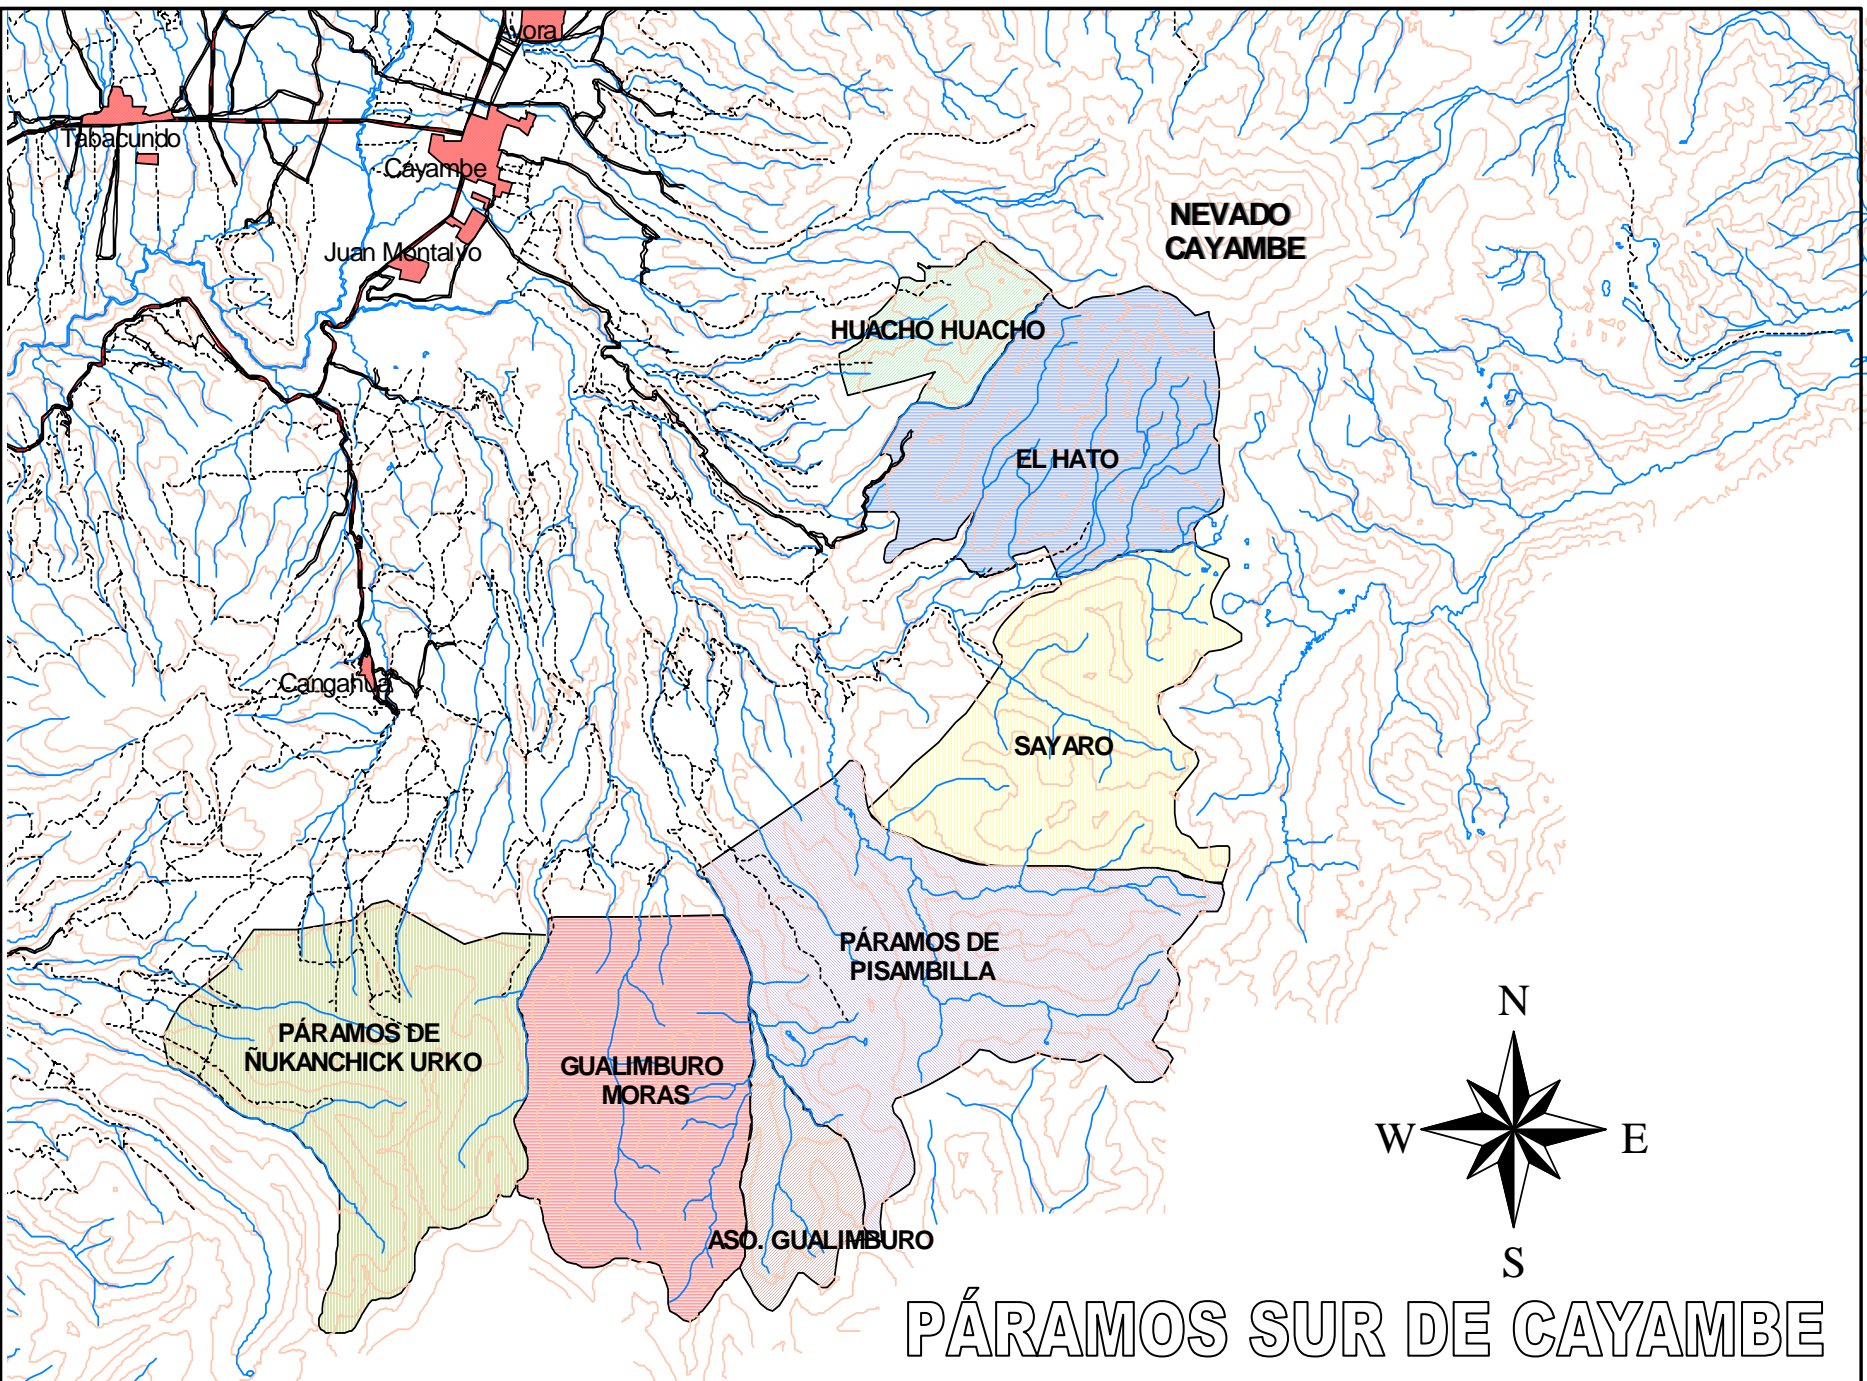 Ayora
Tabacundo
Cayambe
Juan Montalvo
NEVADO
CAYAMBE
HUACHO HUACHO
EL HATO
Cangahua
SAYARO
PÁRAMOS DE
PISAMBILLA
PÁRAMOS DE
ÑUKANCHICK URKO
GUALIMBURO
MORAS
ASO. GUALIMBURO
N
W
E
S
PÁRAMOS SUR DE CAYAMBE